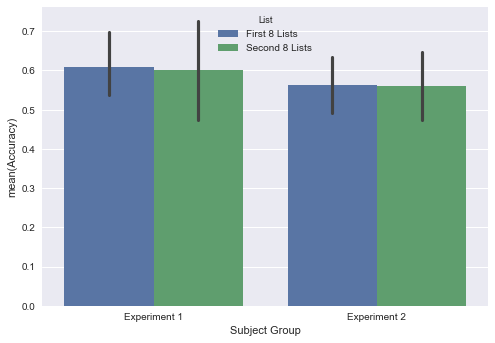 List
First 8 Lists
Second 8 Lists
mean(Accuracy)
0.7
0.6
0.5
0.4
0.3
0.2
0.1
0.0
Experiment 1
Experiment 2
Subject Group